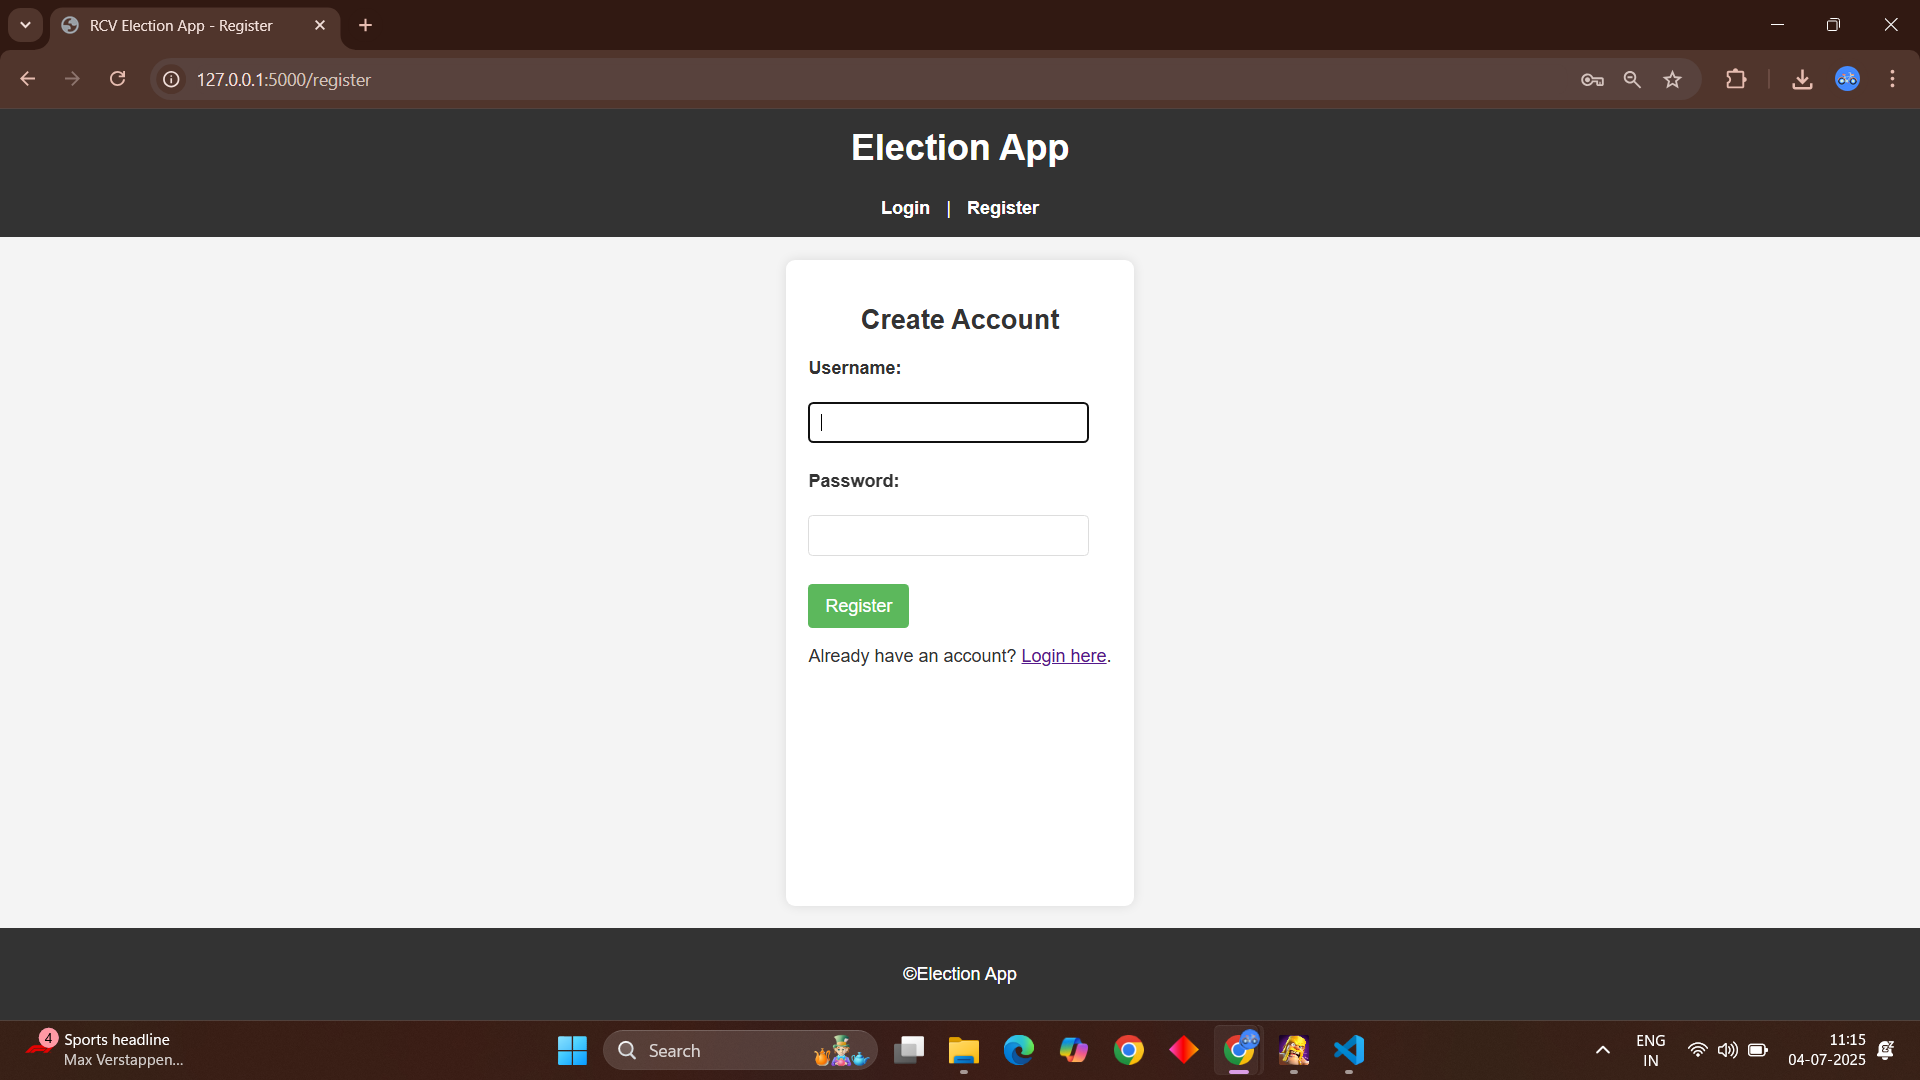 RCV Election App - Register
127.0.0.1:5000/register
Election App
Login | Register
Create Account
Username:
Password:
Register
Already have an account? Login here.
©Election App
4
Sports headline
Max Verstappen...
Search
ENG
IN
11:15
04-07-2025